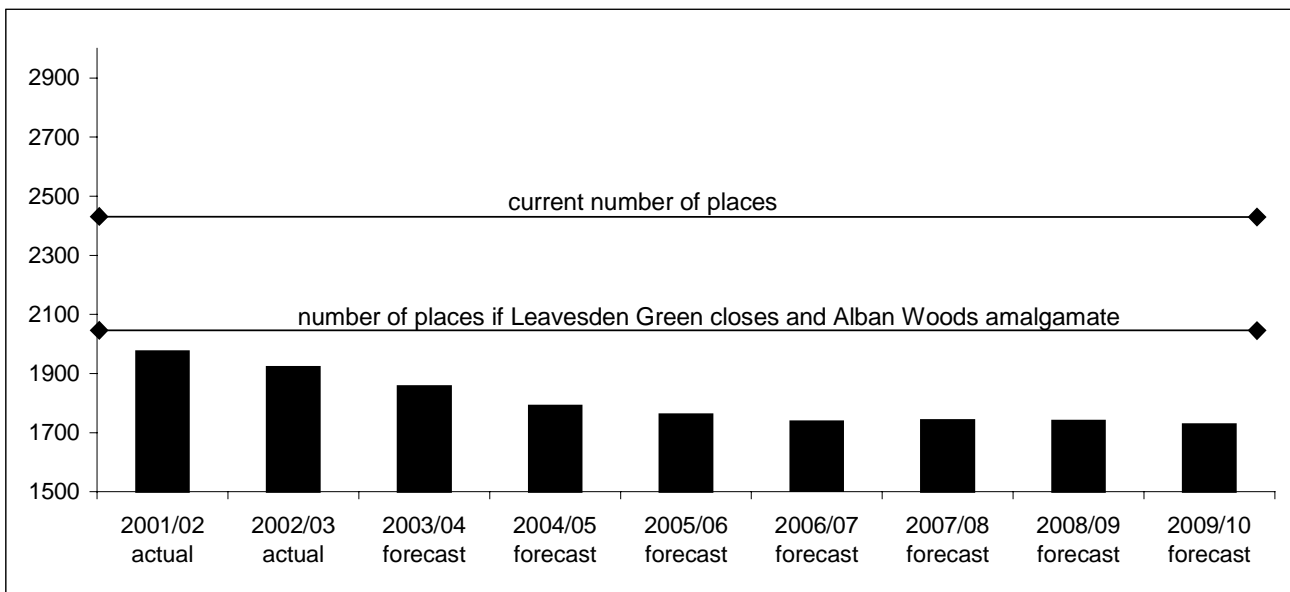 2900
2700
2500
current number of places
2300
2100
number of places if Leavesden Green closes and Alban Woods amalgamate
1900
1700
1500
2001/02 2002/03 2003/04 2004/05 2005/06 2006/07 2007/08 2008/09 2009/10
actual actual forecast forecast forecast forecast forecast forecast forecast